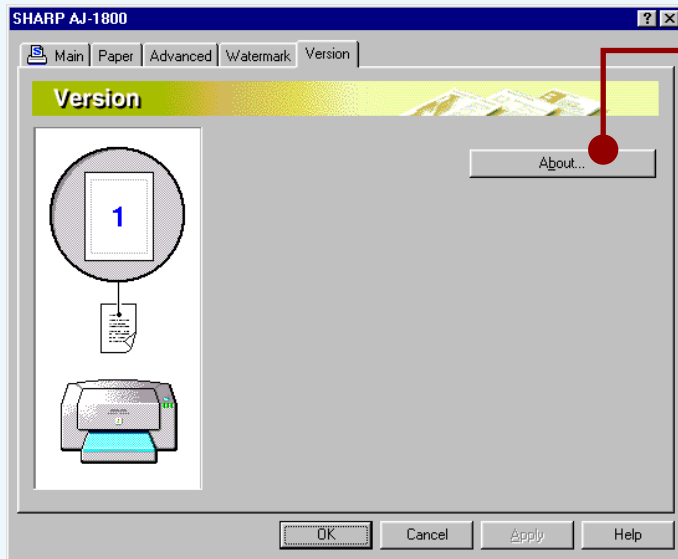 SHARP AJ-1800
Main Paper Advanced Watermark Version
Version
About...
1
OK Cancel Apply Help